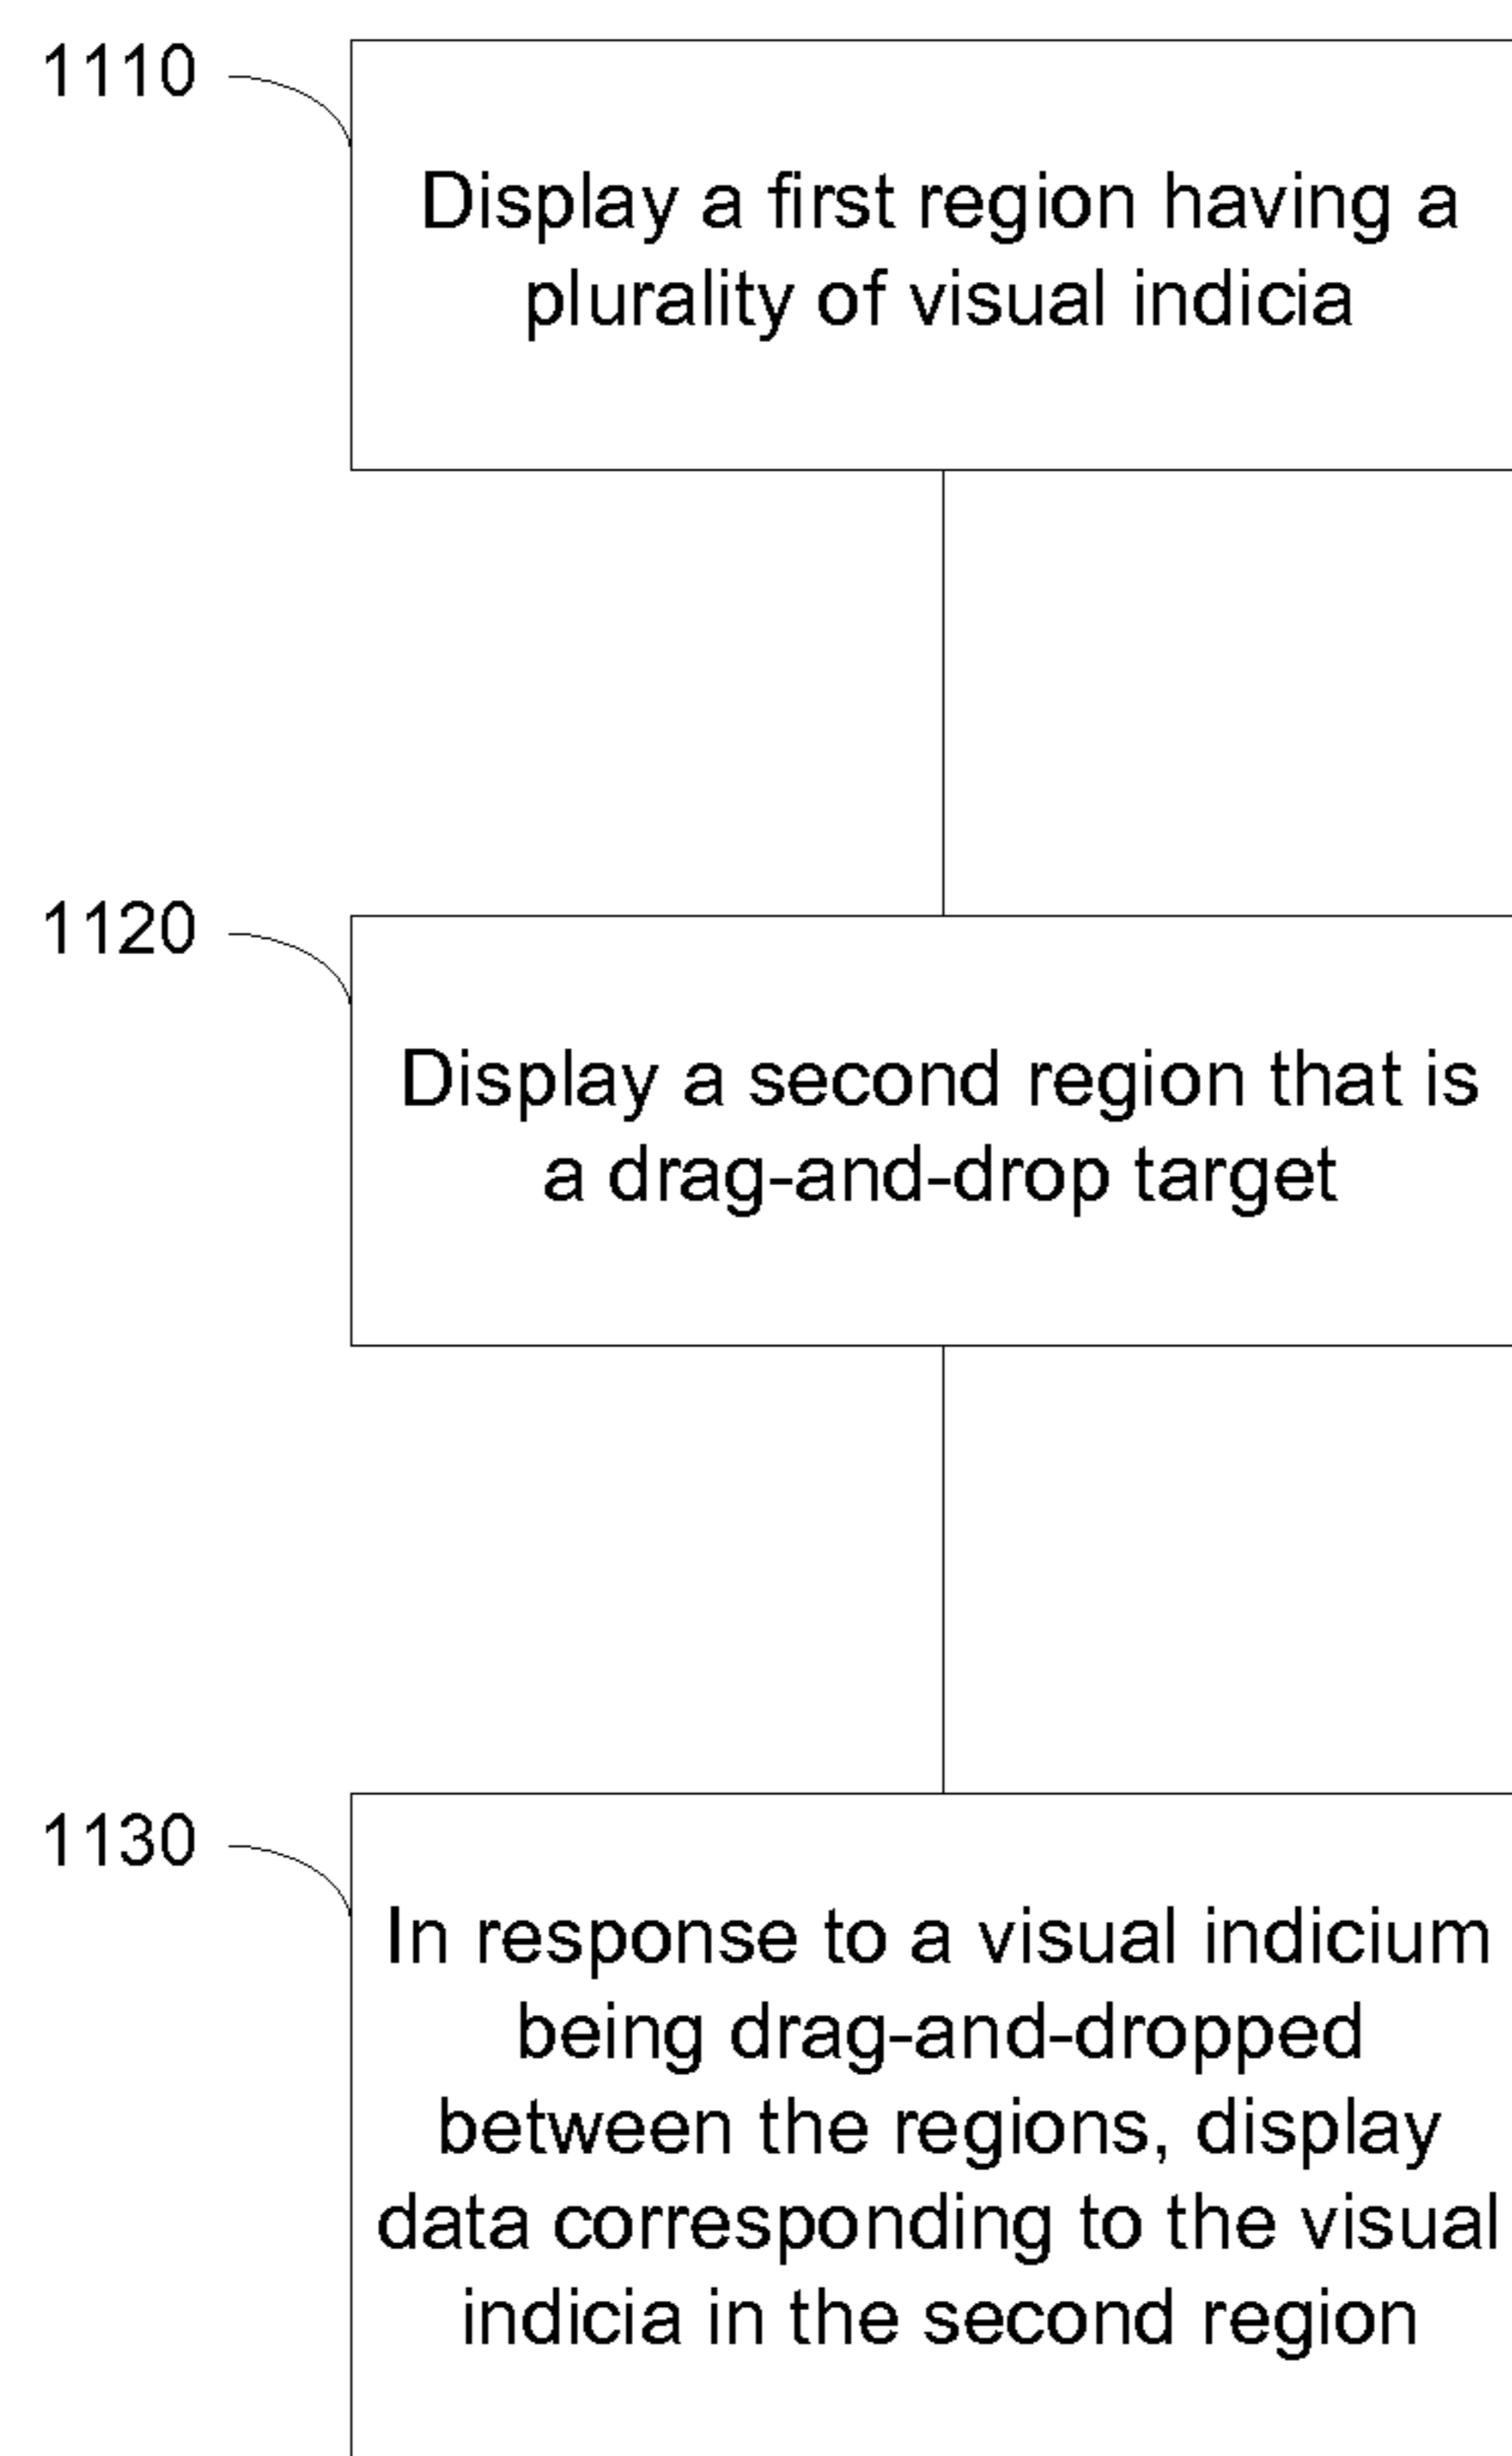 1110
Display a first region having a
plurality of visual indicia
1120
Display a second region that is
a drag-and-drop target
1130
In response to a visual indicium
being drag-and-dropped
between the regions, display
data corresponding to the visual
indicia in the second region